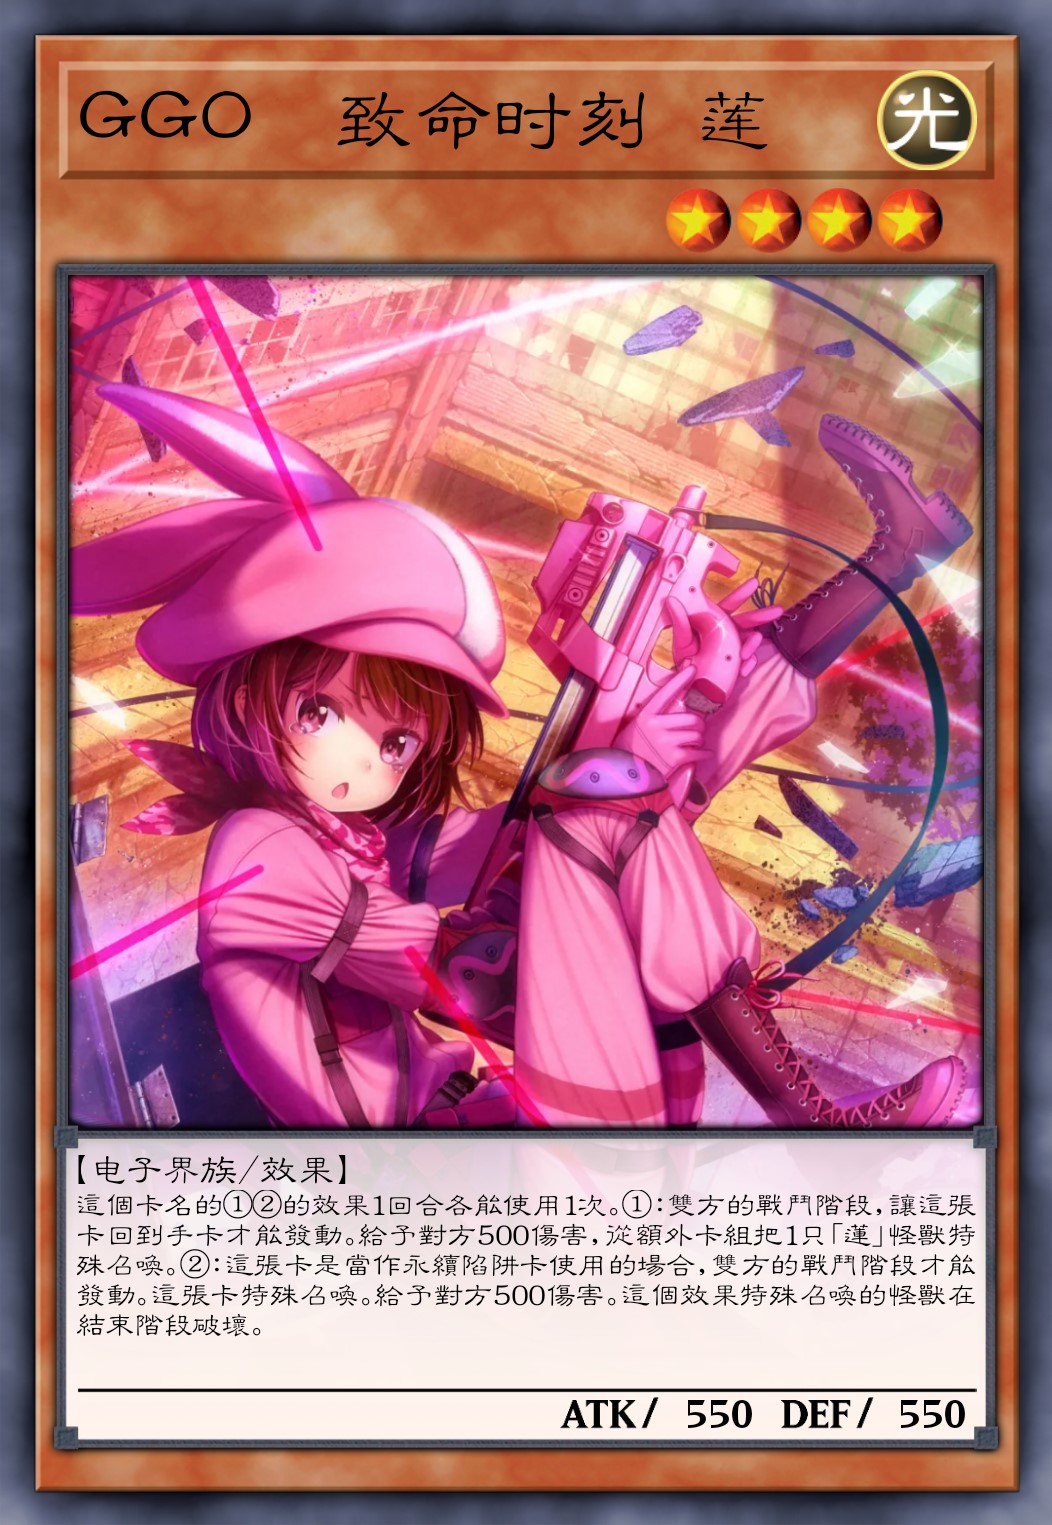 GGO 致命时刻 莲
光
【电子界族/效果】
這個卡名的①②的效果1回合各能使用1次。①:雙方的戰鬥階段,讓這張
卡回到手卡才能發動。給予對方500傷害,從額外卡組把1只「蓮」怪獸特
殊召喚。②:這張卡是當作永續陷阱卡使用的場合,雙方的戰鬥階段才能
發動。這張卡特殊召喚。給予對方500傷害。這個效果特殊召喚的怪獸在
結束階段破壞。
ATK/ 550 DEF/ 550